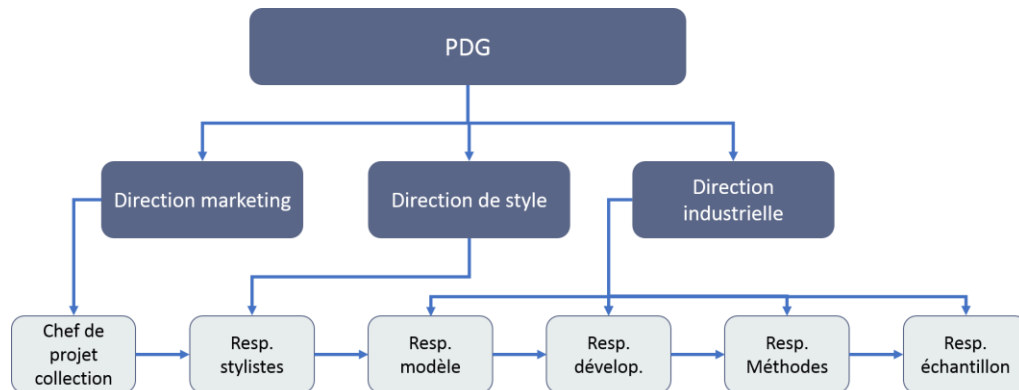 PDG
Direction marketing
Direction de style
Direction
industrielle
Chef de
projet
collection
Resp.
stylistes
Resp.
modèle
Resp.
dévelop.
Resp.
Méthodes
Resp.
échantillon